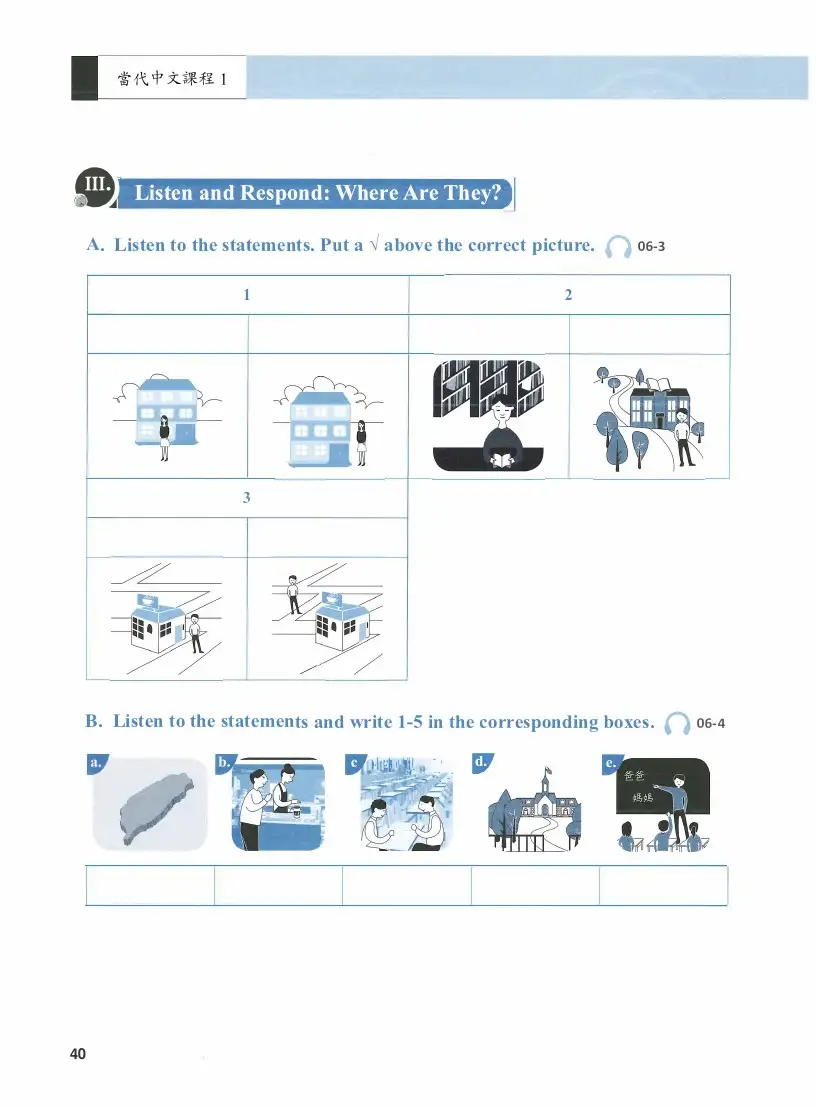 當代中文課程 1
III. Listen and Respond: Where Are They?
A. Listen to the statements. Put a √ above the correct picture. 06-3
1 2
3
B. Listen to the statements and write 1-5 in the corresponding boxes. 06-4
a. b. c d. e.
爸爸
媽媽
40